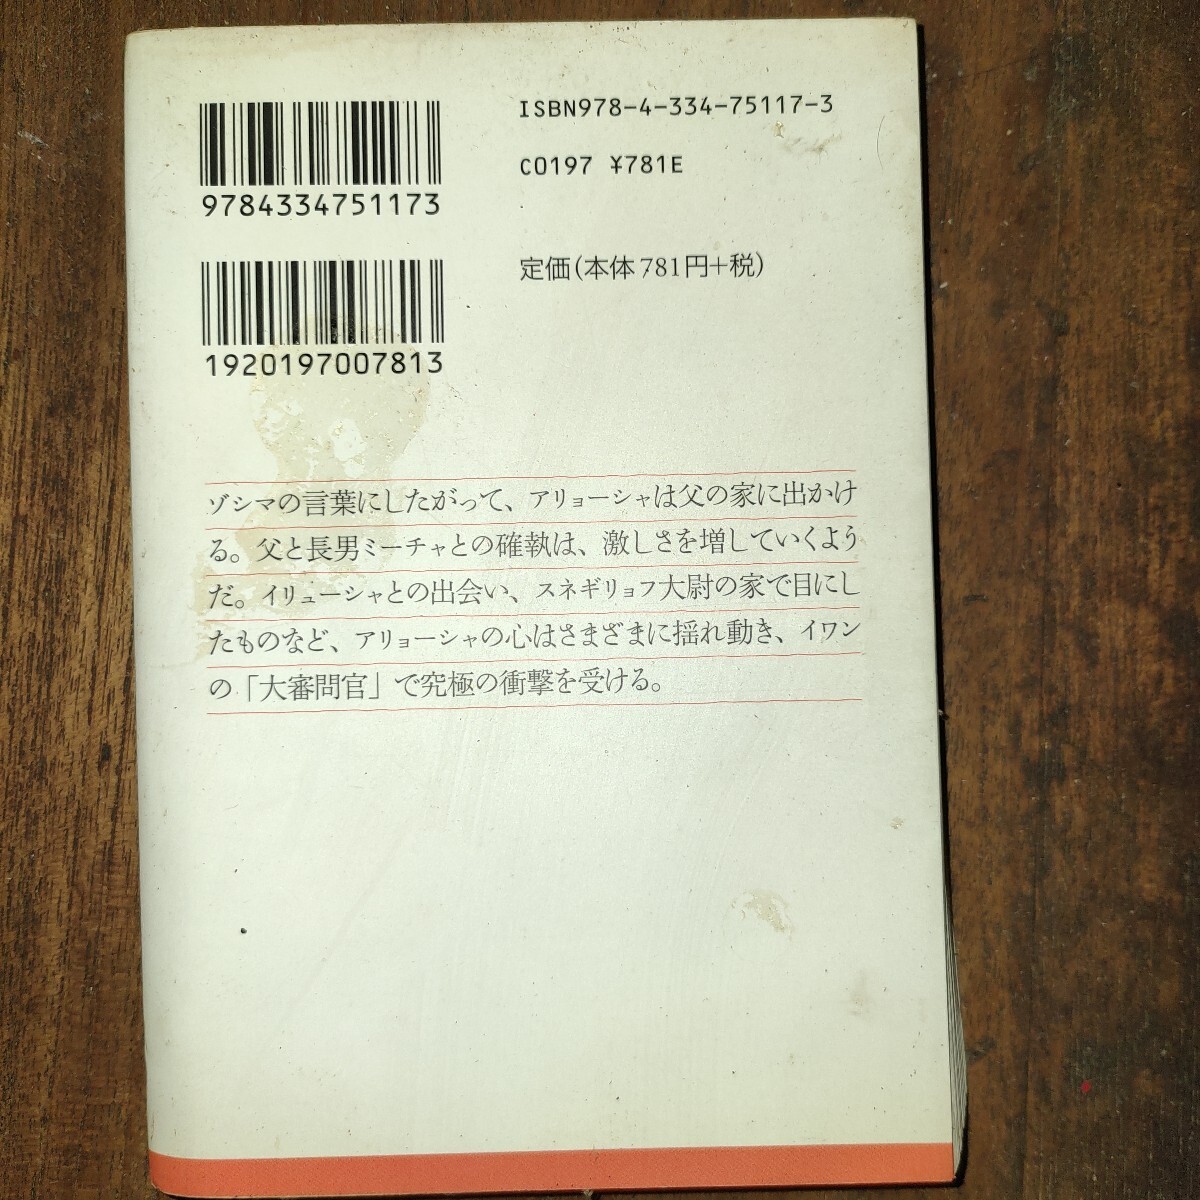 ISBN978-4-334-75117-3
C0197 ¥781E
9784334751173
定価(本体781円+税)
1920197007813
ゾシマの言葉にしたがって、アリョーシャは父の家に出かけ
る。父と長男ミーチャとの確執は、激しさを増していくよう
だ。イリューシャとの出会い、スネギリョフ大尉の家で目にし
たものなど、アリョーシャの心はさまざまに揺れ動き、イワン
の「大審問官」で究極の衝撃を受ける。